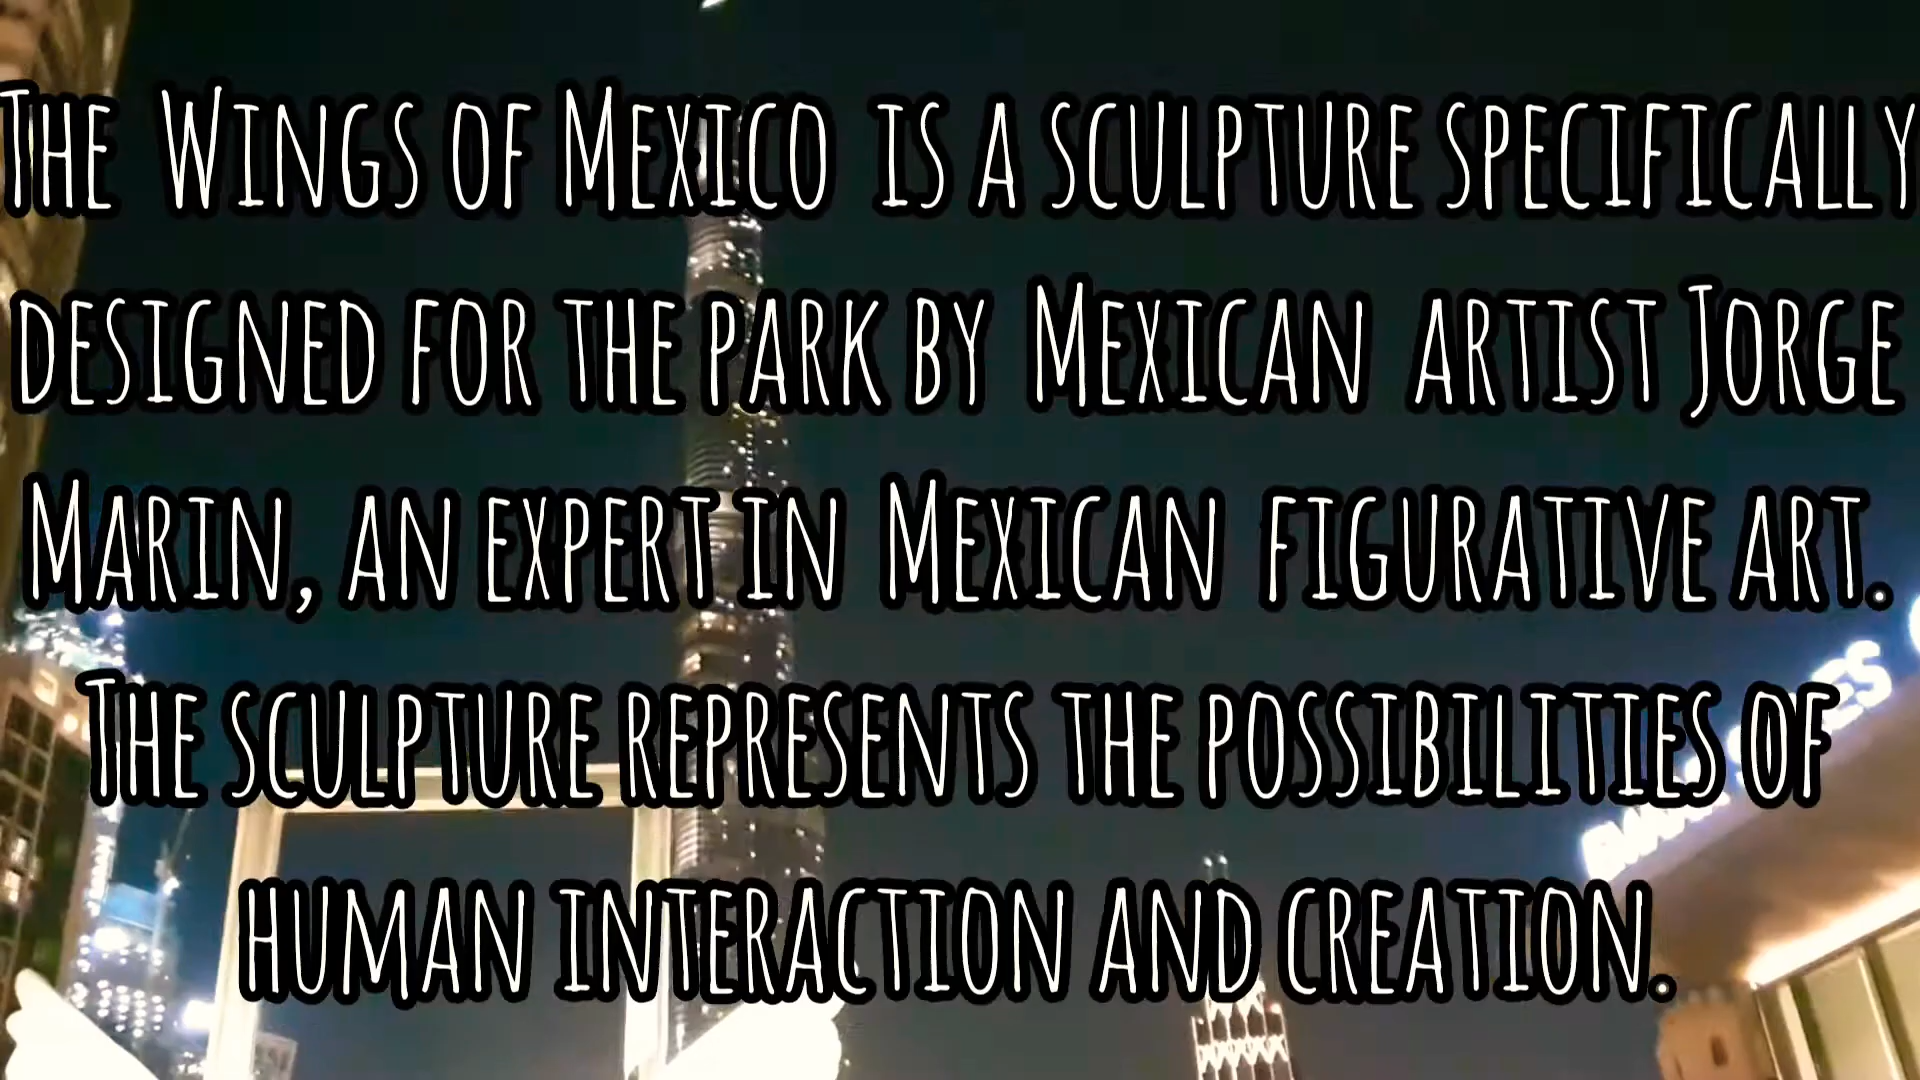 The Wings of Mexico is a sculpture specifically
designed for the park by Mexican artist Jorge
Marin, an expert in Mexican figurative art.
The sculpture represents the possibilities of
human interaction and creation.